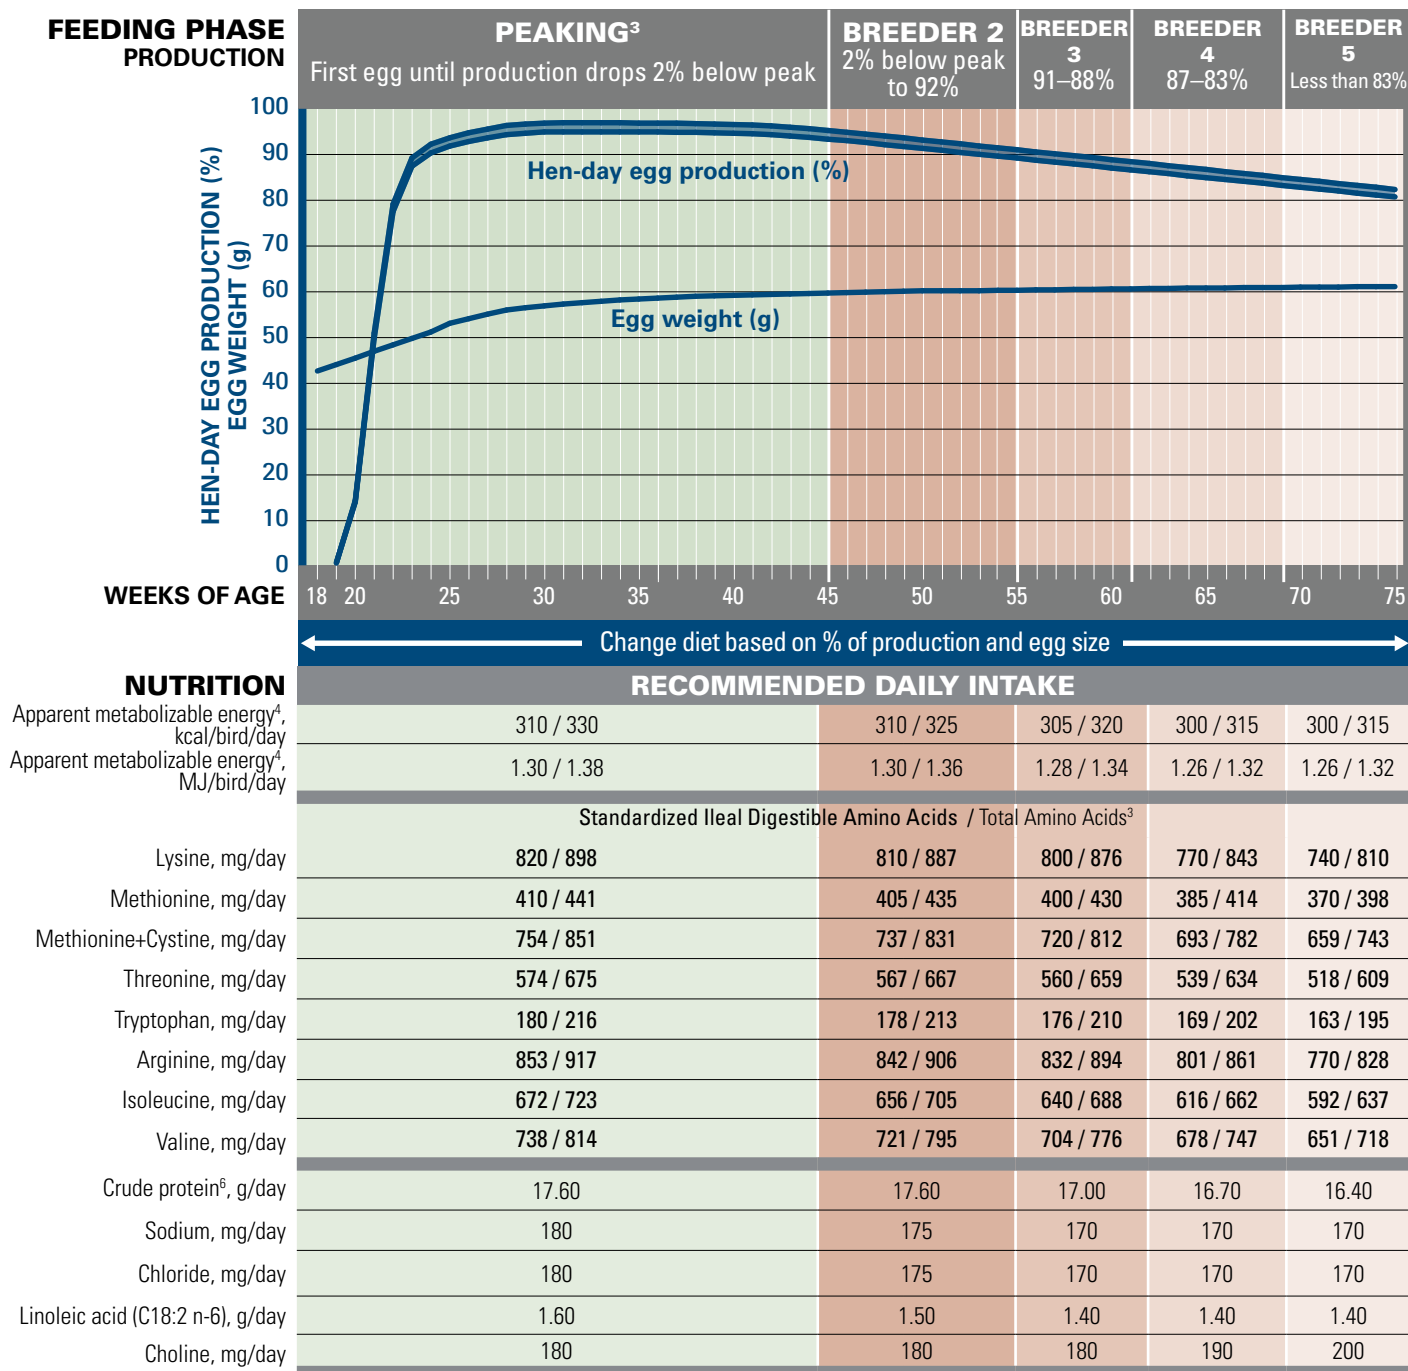 FEEDING PHASE
PRODUCTION
PEAKING³
First egg until production drops 2% below peak
BREEDER 2
2% below peak
to 92%
BREEDER
3
91–88%
BREEDER
4
87–83%
BREEDER
5
Less than 83%
HEN-DAY EGG PRODUCTION (%)
EGG WEIGHT (g)
100
90
80
70
60
50
40
30
20
10
0
Hen-day egg production (%)
Egg weight (g)
WEEKS OF AGE 18 20 25 30 35 40 45 50 55 60 65 70 75
Change diet based on % of production and egg size
NUTRITION RECOMMENDED DAILY INTAKE
Apparent metabolizable energy⁴,
kcal/bird/day 310 / 330 310 / 325 305 / 320 300 / 315 300 / 315
Apparent metabolizable energy⁴,
MJ/bird/day 1.30 / 1.38 1.30 / 1.36 1.28 / 1.34 1.26 / 1.32 1.26 / 1.32
Standardized Ileal Digestible Amino Acids / Total Amino Acids³
Lysine, mg/day 820 / 898 810 / 887 800 / 876 770 / 843 740 / 810
Methionine, mg/day 410 / 441 405 / 435 400 / 430 385 / 414 370 / 398
Methionine+Cystine, mg/day 754 / 851 737 / 831 720 / 812 693 / 782 659 / 743
Threonine, mg/day 574 / 675 567 / 667 560 / 659 539 / 634 518 / 609
Tryptophan, mg/day 180 / 216 178 / 213 176 / 210 169 / 202 163 / 195
Arginine, mg/day 853 / 917 842 / 906 832 / 894 801 / 861 770 / 828
Isoleucine, mg/day 672 / 723 656 / 705 640 / 688 616 / 662 592 / 637
Valine, mg/day 738 / 814 721 / 795 704 / 776 678 / 747 651 / 718
Crude protein⁶, g/day 17.60 17.60 17.00 16.70 16.40
Sodium, mg/day 180 175 170 170 170
Chloride, mg/day 180 175 170 170 170
Linoleic acid (C18:2 n-6), g/day 1.60 1.50 1.40 1.40 1.40
Choline, mg/day 180 180 180 190 200